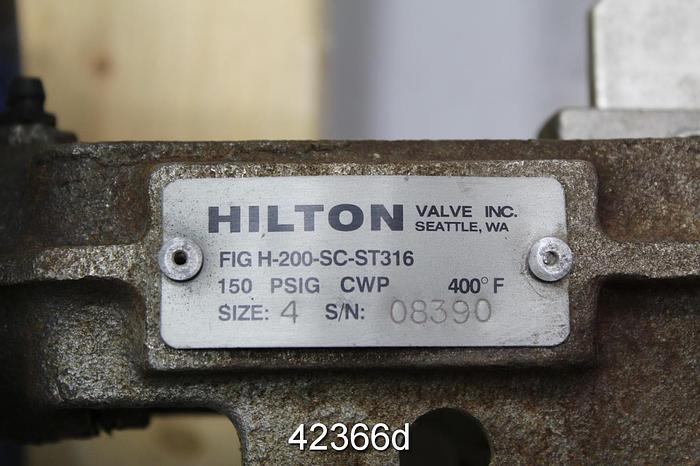 HILTON VALVE INC.
SEATTLE, WA
FIG H-200-SC-ST316
150 PSIG CWP 400°F
SIZE: 4 S/N: 08390
42366d